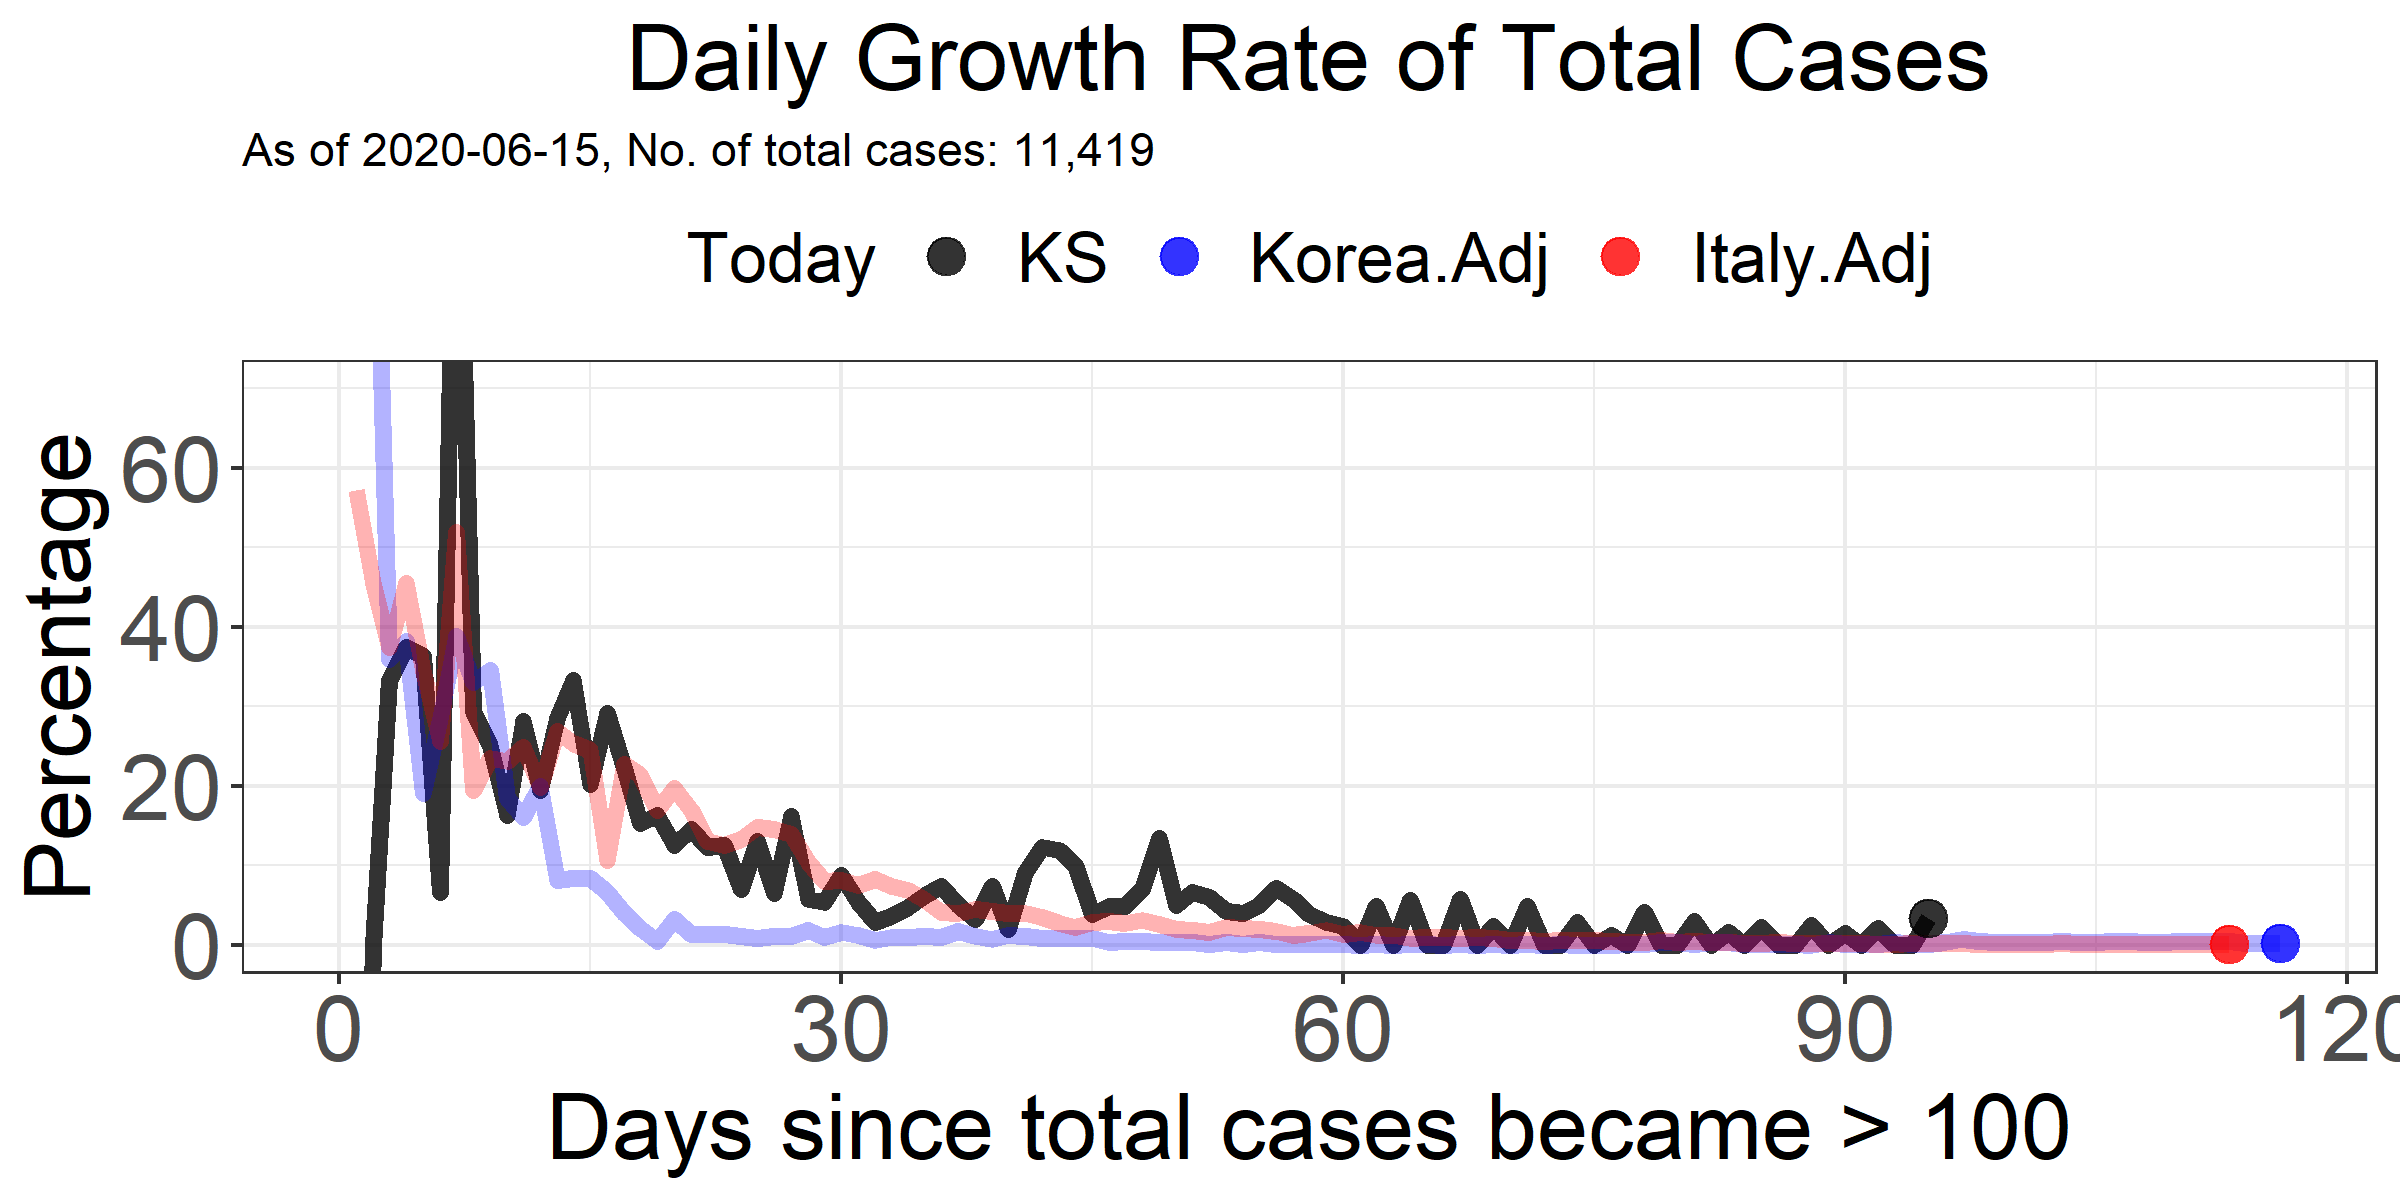 Daily Growth Rate of Total Cases
As of 2020-06-15, No. of total cases: 11,419
Today KS Korea.Adj Italy.Adj
Percentage
60
40
20
0
0 30 60 90 120
Days since total cases became > 100